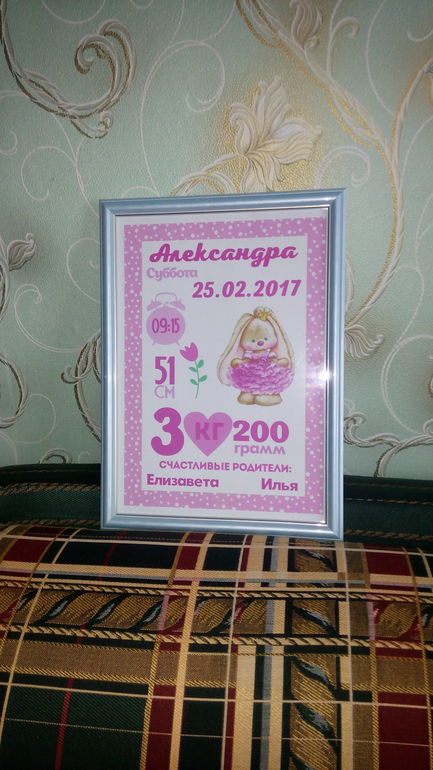 Александра
Суббота
25.02.2017
09:15
51
СМ
3 кг 200
грамм
СЧАСТЛИВЫЕ РОДИТЕЛИ:
Елизавета Илья